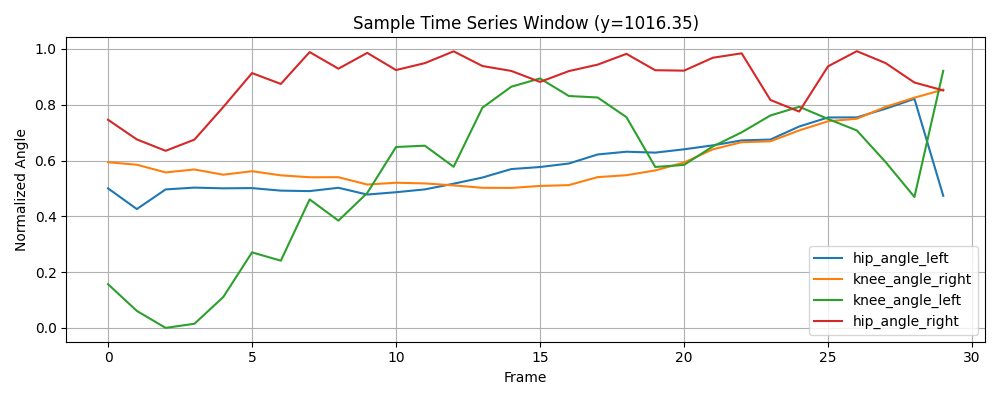 Sample Time Series Window (y=1016.35)
Normalized Angle
1.0
0.8
0.6
0.4
0.2
0.0
0
5
10
15
20
25
30
Frame
hip_angle_left
knee_angle_right
knee_angle_left
hip_angle_right